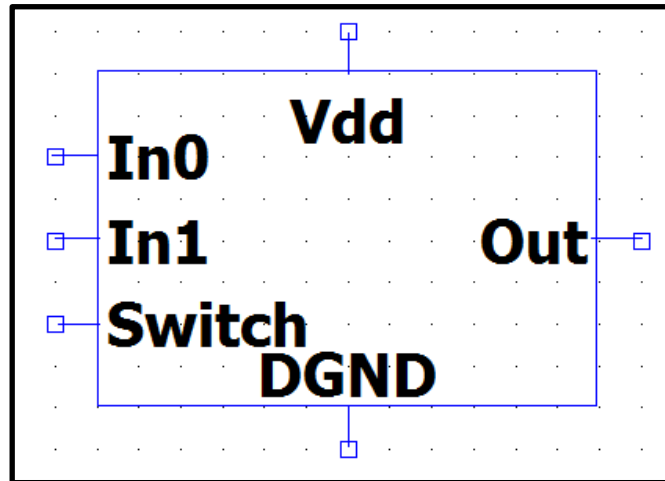 Vdd
In0
In1
Out
Switch
DGND